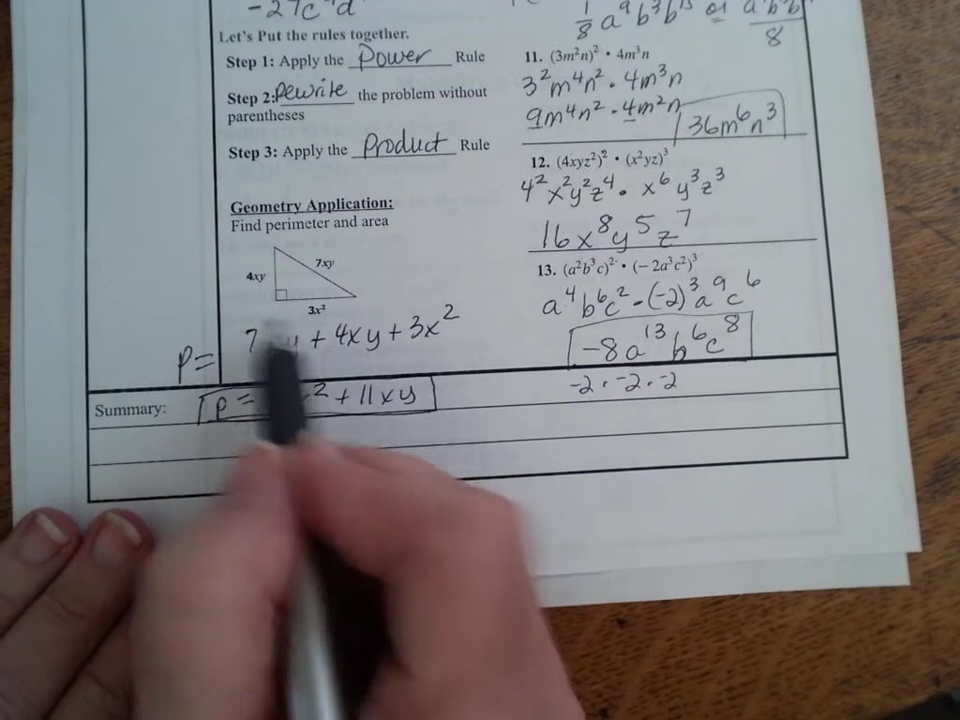 -27c d
Let's Put the rules together.
Step 1: Apply the Power Rule
Step 2: Rewrite the problem without
parentheses
Step 3: Apply the Product Rule
Geometry Application:
Find perimeter and area
4xy
7xy
3x²
P = 7 y + 4xy + 3x²
Summary:
p = x² + 11xy
1/8 a⁹b³b¹⁵ or
8
11. (3m²n)² · 4m³n
3²m⁴n² · 4m³n
9m⁴n² · 4m²n
36m⁶n³
12. (4xyz²)² · (x²yz)³
4²x²y²z⁴ · x⁶y³z³
16x⁸y⁵z⁷
13. (a²b³c)² · (- 2a³c²)³
a⁴b⁶c² - (-2)³a⁹c⁶
-8a¹³b⁶c⁸
-2 · -2 · -2